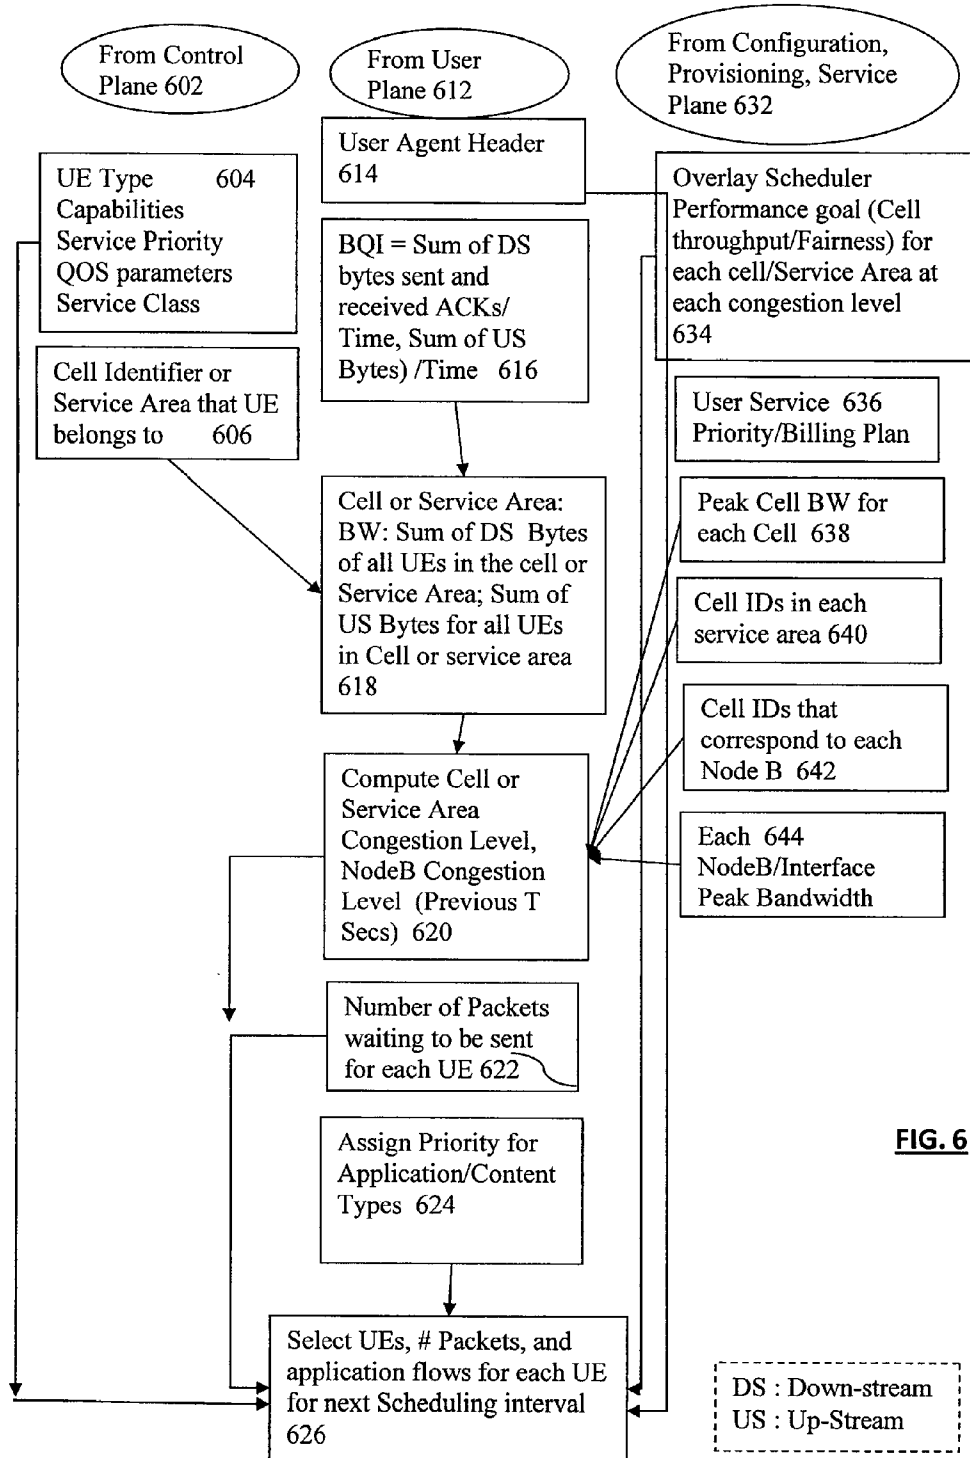 From Control
Plane 602
From User
Plane 612
From Configuration,
Provisioning, Service
Plane 632
User Agent Header
614
UE Type 604
Capabilities
Service Priority
QOS parameters
Service Class
BQI = Sum of DS
bytes sent and
received ACKs/
Time, Sum of US
Bytes) /Time 616
Overlay Scheduler
Performance goal (Cell
throughput/Fairness) for
each cell/Service Area at
each congestion level
634
Cell Identifier or
Service Area that UE
belongs to 606
User Service 636
Priority/Billing Plan
Cell or Service Area:
BW: Sum of DS Bytes
of all UEs in the cell or
Service Area; Sum of
US Bytes for all UEs
in Cell or service area
618
Peak Cell BW for
each Cell 638
Cell IDs in each
service area 640
Cell IDs that
correspond to each
Node B 642
Compute Cell or
Service Area
Congestion Level,
NodeB Congestion
Level (Previous T
Secs) 620
Each 644
NodeB/Interface
Peak Bandwidth
Number of Packets
waiting to be sent
for each UE 622
Assign Priority for
Application/Content
Types 624
FIG. 6
Select UEs, # Packets, and
application flows for each UE
for next Scheduling interval
626
DS : Down-stream
US : Up-Stream